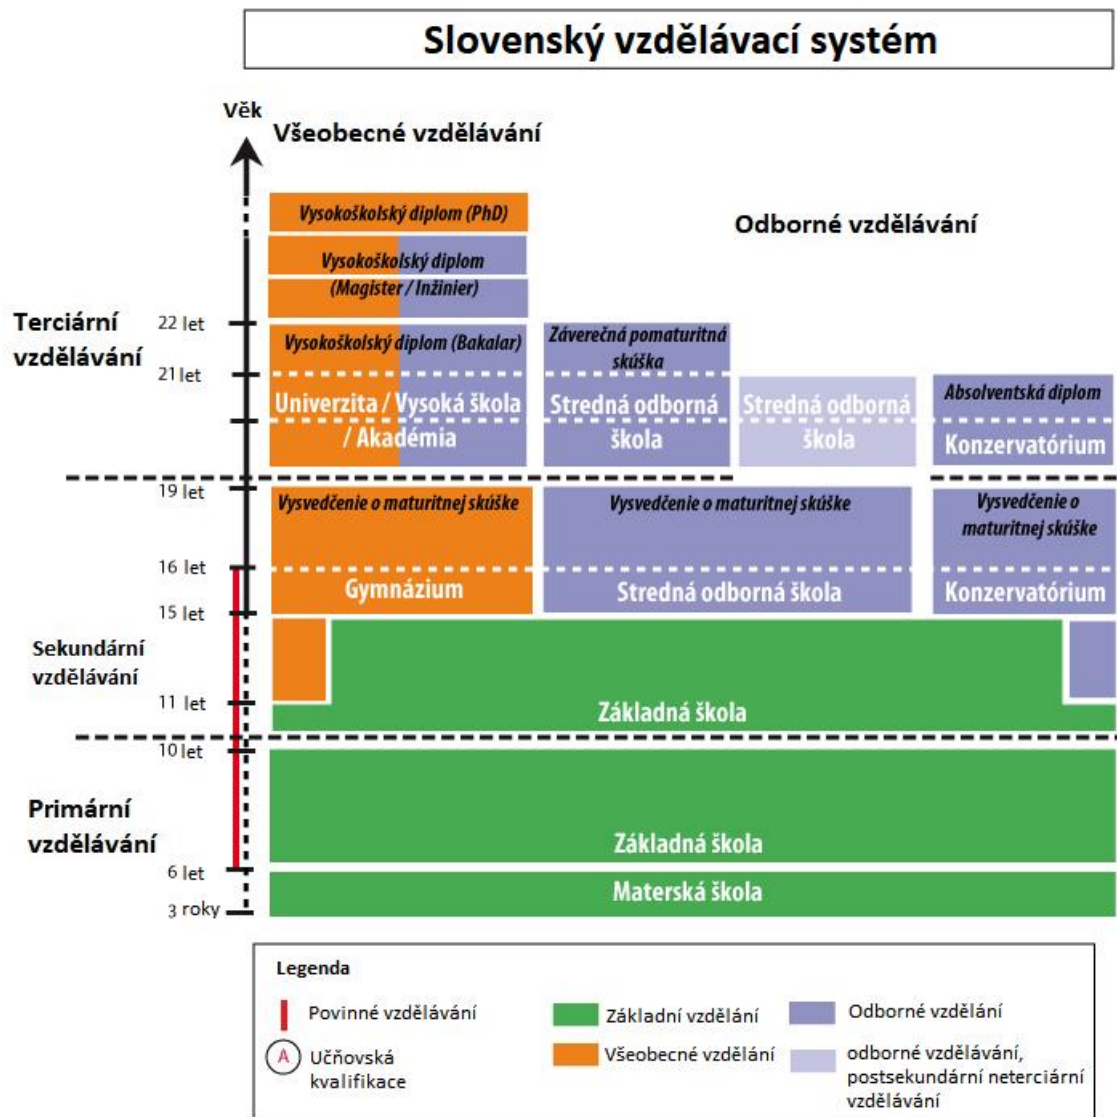 Slovenský vzdělávací systém
Věk
Všeobecné vzdělávání
Odborné vzdělávání
Vysokoškolský diplom (PhD)
Vysokoškolský diplom
(Magister / Inžinier)
Terciární
vzdělávání
22 let
21 let
Vysokoškolský diplom (Bakalar)
Univerzita / Vysoká škola
/ Akadémia
Záverečná pomaturitná
skúška
Stredná odborná
škola
Stredná odborná
škola
Absolventská diplom
Konzervatórium
19 let
16 let
15 let
Vysvedčenie o maturitnej skúške
Gymnázium
Vysvedčenie o maturitnej skúške
Stredná odborná škola
Vysvedčenie o
maturitnej skúške
Konzervatórium
Sekundární
vzdělávání
11 let
Základná škola
10 let
Primární
vzdělávání
Základná škola
6 let
Materská škola
3 roky
Legenda
Povinné vzdělávání
A Učňovská
kvalifikace
Základní vzdělání
Všeobecné vzdělání
Odborné vzdělání
odborné vzdělávání,
postsekundární neterciární
vzdělávání